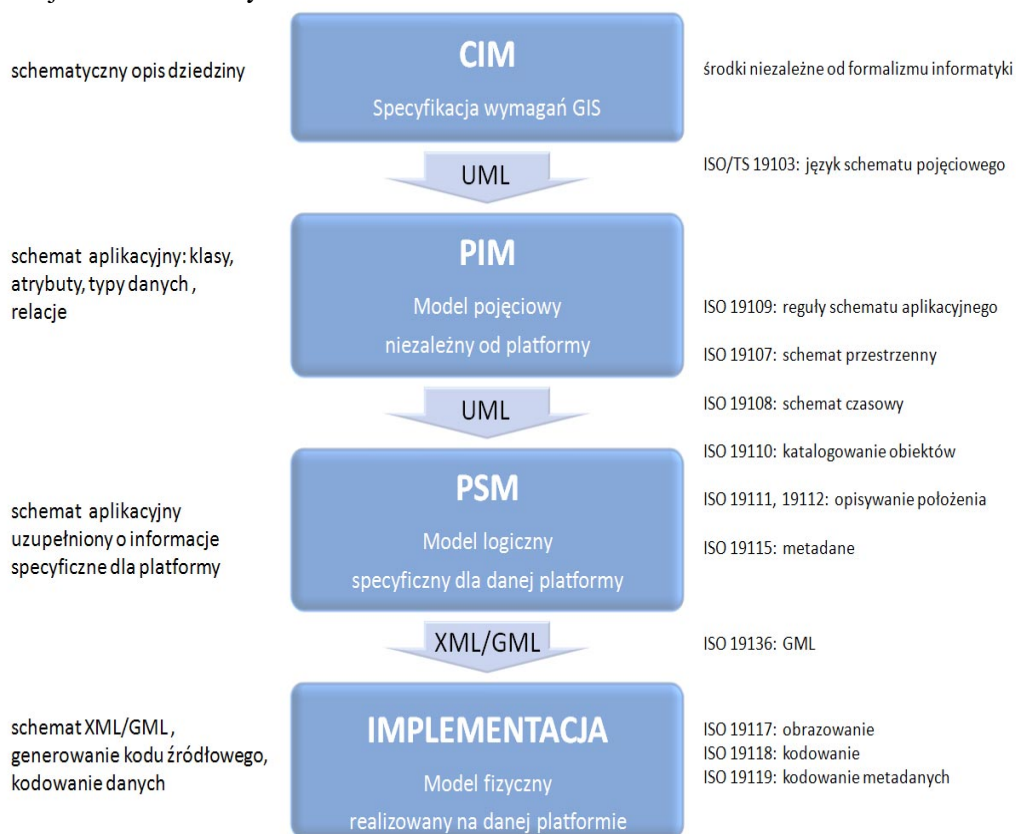 schematyczny opis dziedziny
CIM
Specyfikacja wymagań GIS
środki niezależne od formalizmu informatyki
UML
ISO/TS 19103: język schematu pojęciowego
schemat aplikacyjny: klasy,
atrybuty, typy danych ,
relacje
PIM
Model pojęciowy
niezależny od platformy
ISO 19109: reguły schematu aplikacyjnego
ISO 19107: schemat przestrzenny
UML
ISO 19108: schemat czasowy
ISO 19110: katalogowanie obiektów
schemat aplikacyjny
uzupełniony o informacje
specyficzne dla platformy
PSM
Model logiczny
specyficzny dla danej platformy
ISO 19111, 19112: opisywanie położenia
ISO 19115: metadane
XML/GML
ISO 19136: GML
schemat XML/GML ,
generowanie kodu źródłowego,
kodowanie danych
IMPLEMENTACJA
Model fizyczny
realizowany na danej platformie
ISO 19117: obrazowanie
ISO 19118: kodowanie
ISO 19119: kodowanie metadanych